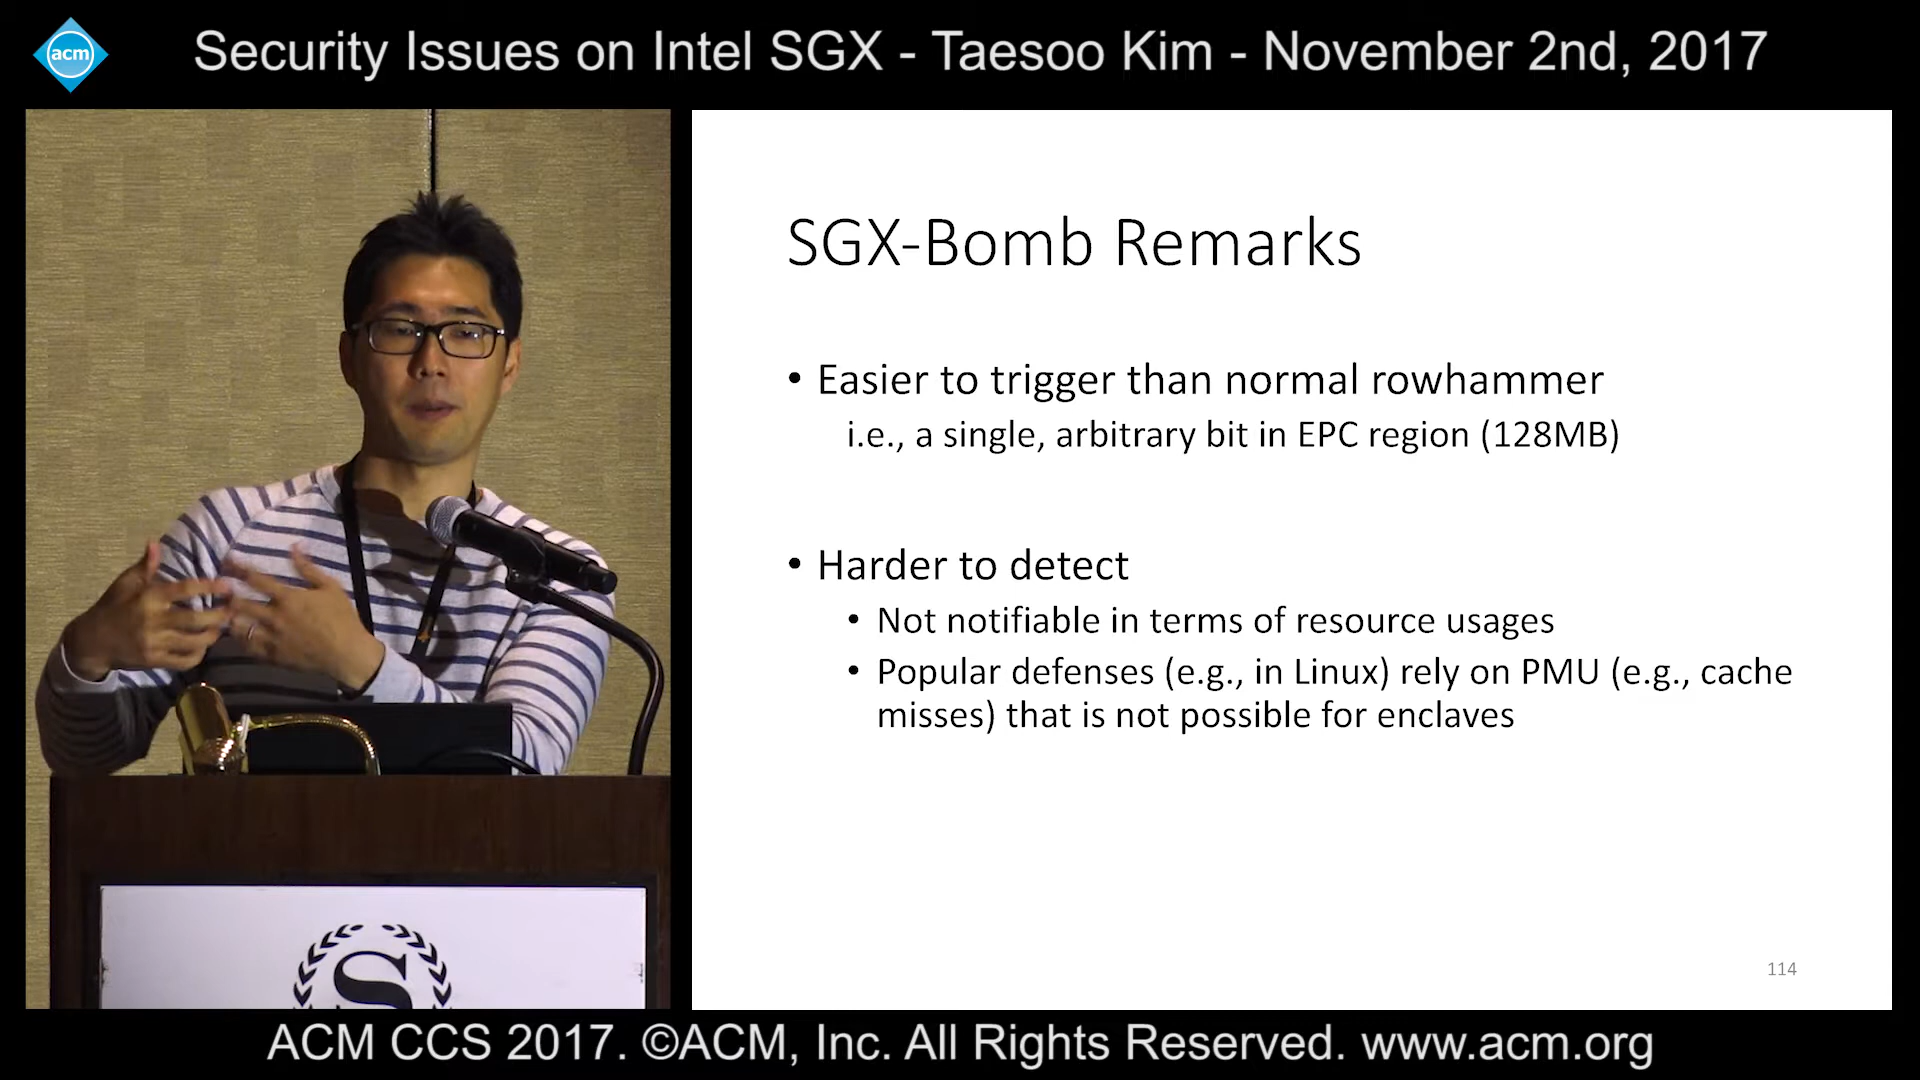 acm
Security Issues on Intel SGX - Taesoo Kim - November 2nd, 2017
SGX-Bomb Remarks
• Easier to trigger than normal rowhammer
i.e., a single, arbitrary bit in EPC region (128MB)
• Harder to detect
• Not notifiable in terms of resource usages
• Popular defenses (e.g., in Linux) rely on PMU (e.g., cache
misses) that is not possible for enclaves
114
S
ACM CCS 2017. ©ACM, Inc. All Rights Reserved. www.acm.org